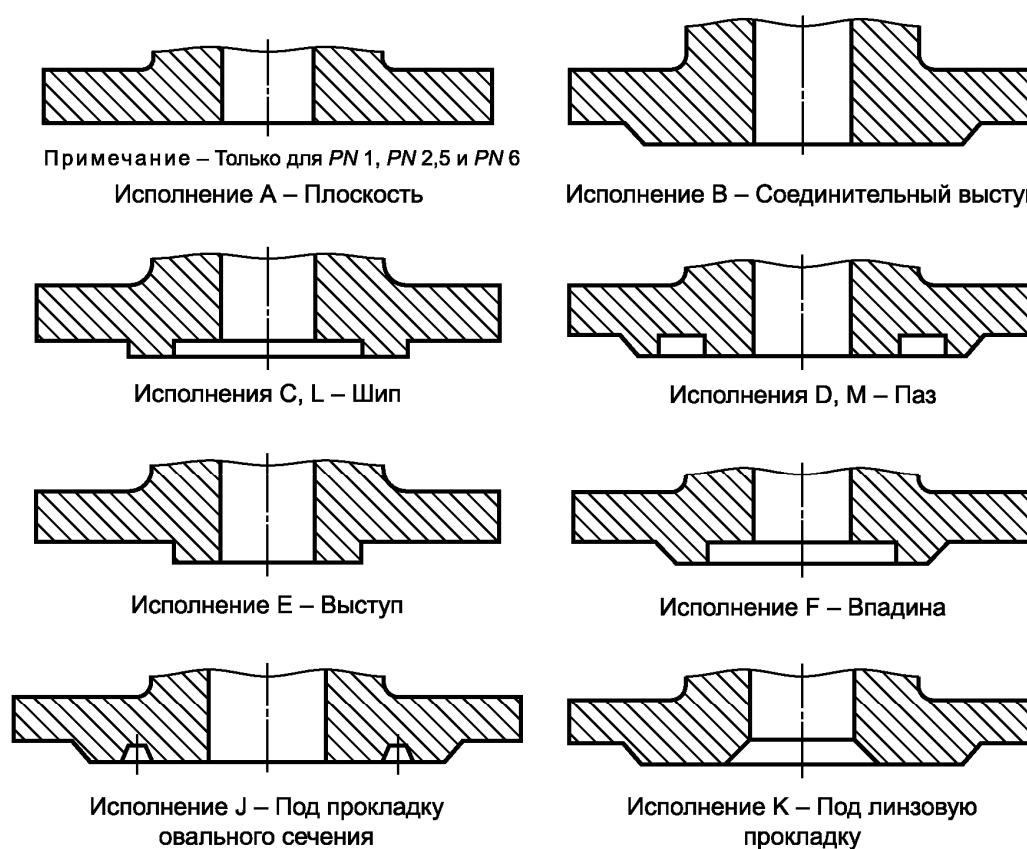 Примечание – Только для PN 1, PN 2,5 и PN 6
Исполнение A – Плоскость
Исполнение B – Соединительный высту
Исполнения C, L – Шип
Исполнения D, M – Паз
Исполнение E – Выступ
Исполнение F – Впадина
Исполнение J – Под прокладку
овального сечения
Исполнение K – Под линзовую
прокладку